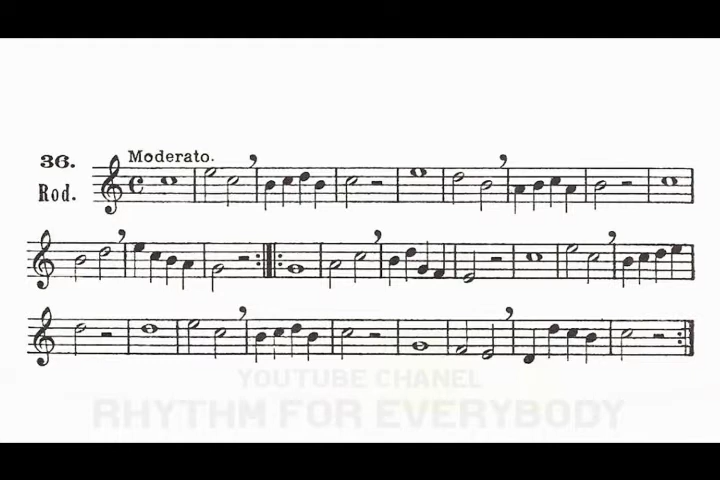 36.
Moderato.
Rod.
YOUTUBE CHANEL
RHYTHM FOR EVERYBODY